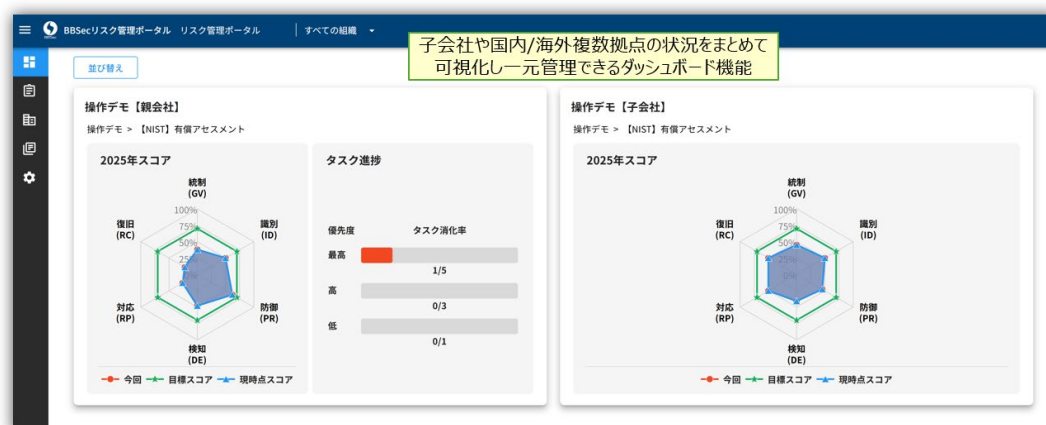 BBSecリスク管理ポータル リスク管理ポータル すべての組織
子会社や国内/海外複数拠点の状況をまとめて
可視化し一元管理できるダッシュボード機能
並び替え
操作デモ【親会社】
操作デモ > 【NIST】有償アセスメント
2025年スコア
統制
(GV)
100%
75%
50%
25%
0%
復旧
(RC)
識別
(ID)
対応
(RP)
防御
(PR)
検知
(DE)
今回 目標スコア 現時点スコア
タスク進捗
優先度 タスク消化率
最高
1/5
高
0/3
低
0/1
操作デモ【子会社】
操作デモ > 【NIST】有償アセスメント
2025年スコア
統制
(GV)
100%
75%
50%
25%
0%
復旧
(RC)
識別
(ID)
対応
(RP)
防御
(PR)
検知
(DE)
今回 目標スコア 現時点スコア